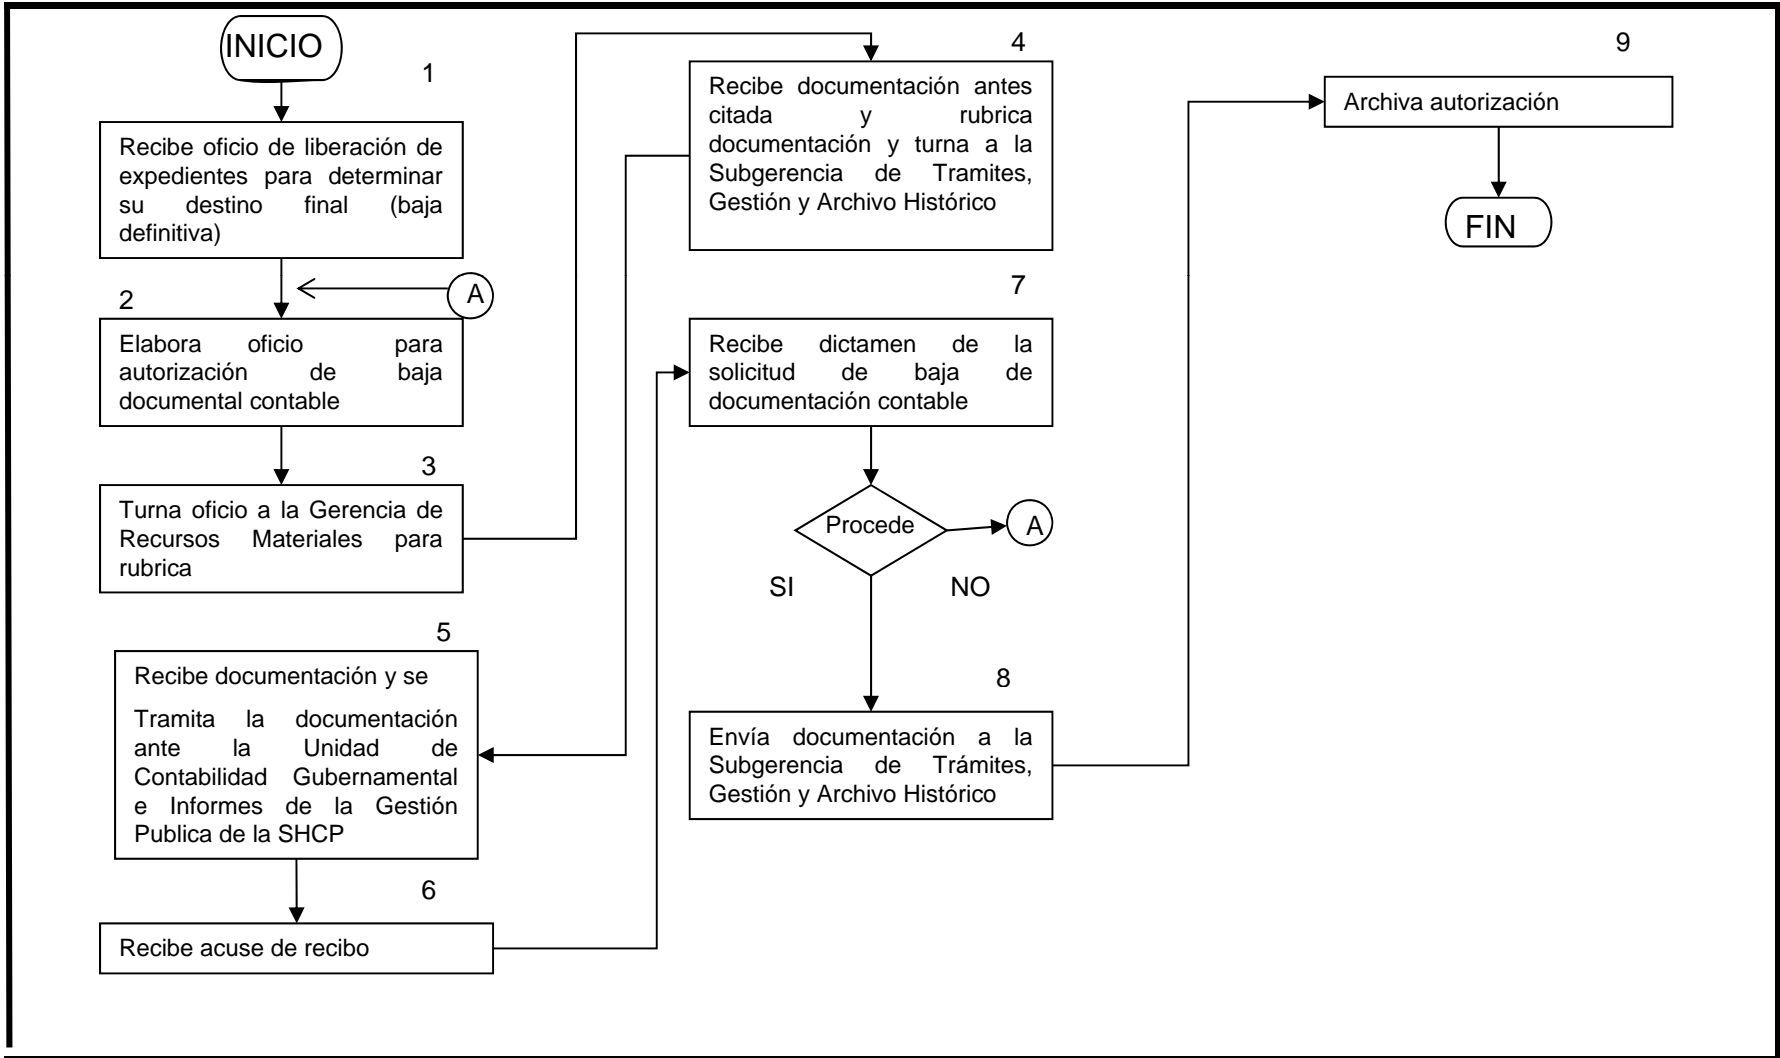 INICIO
1
Recibe oficio de liberación de
expedientes para determinar
su destino final (baja
definitiva)
A
2
Elabora oficio para
autorización de baja
documental contable
3
Turna oficio a la Gerencia de
Recursos Materiales para
rubrica
4
Recibe documentación antes
citada y rubrica
documentación y turna a la
Subgerencia de Tramites,
Gestión y Archivo Histórico
5
Recibe documentación y se
Tramita la documentación
ante la Unidad de
Contabilidad Gubernamental
e Informes de la Gestión
Publica de la SHCP
6
Recibe acuse de recibo
7
Recibe dictamen de la
solicitud de baja de
documentación contable
Procede
A
SI
NO
8
Envía documentación a la
Subgerencia de Trámites,
Gestión y Archivo Histórico
9
Archiva autorización
FIN